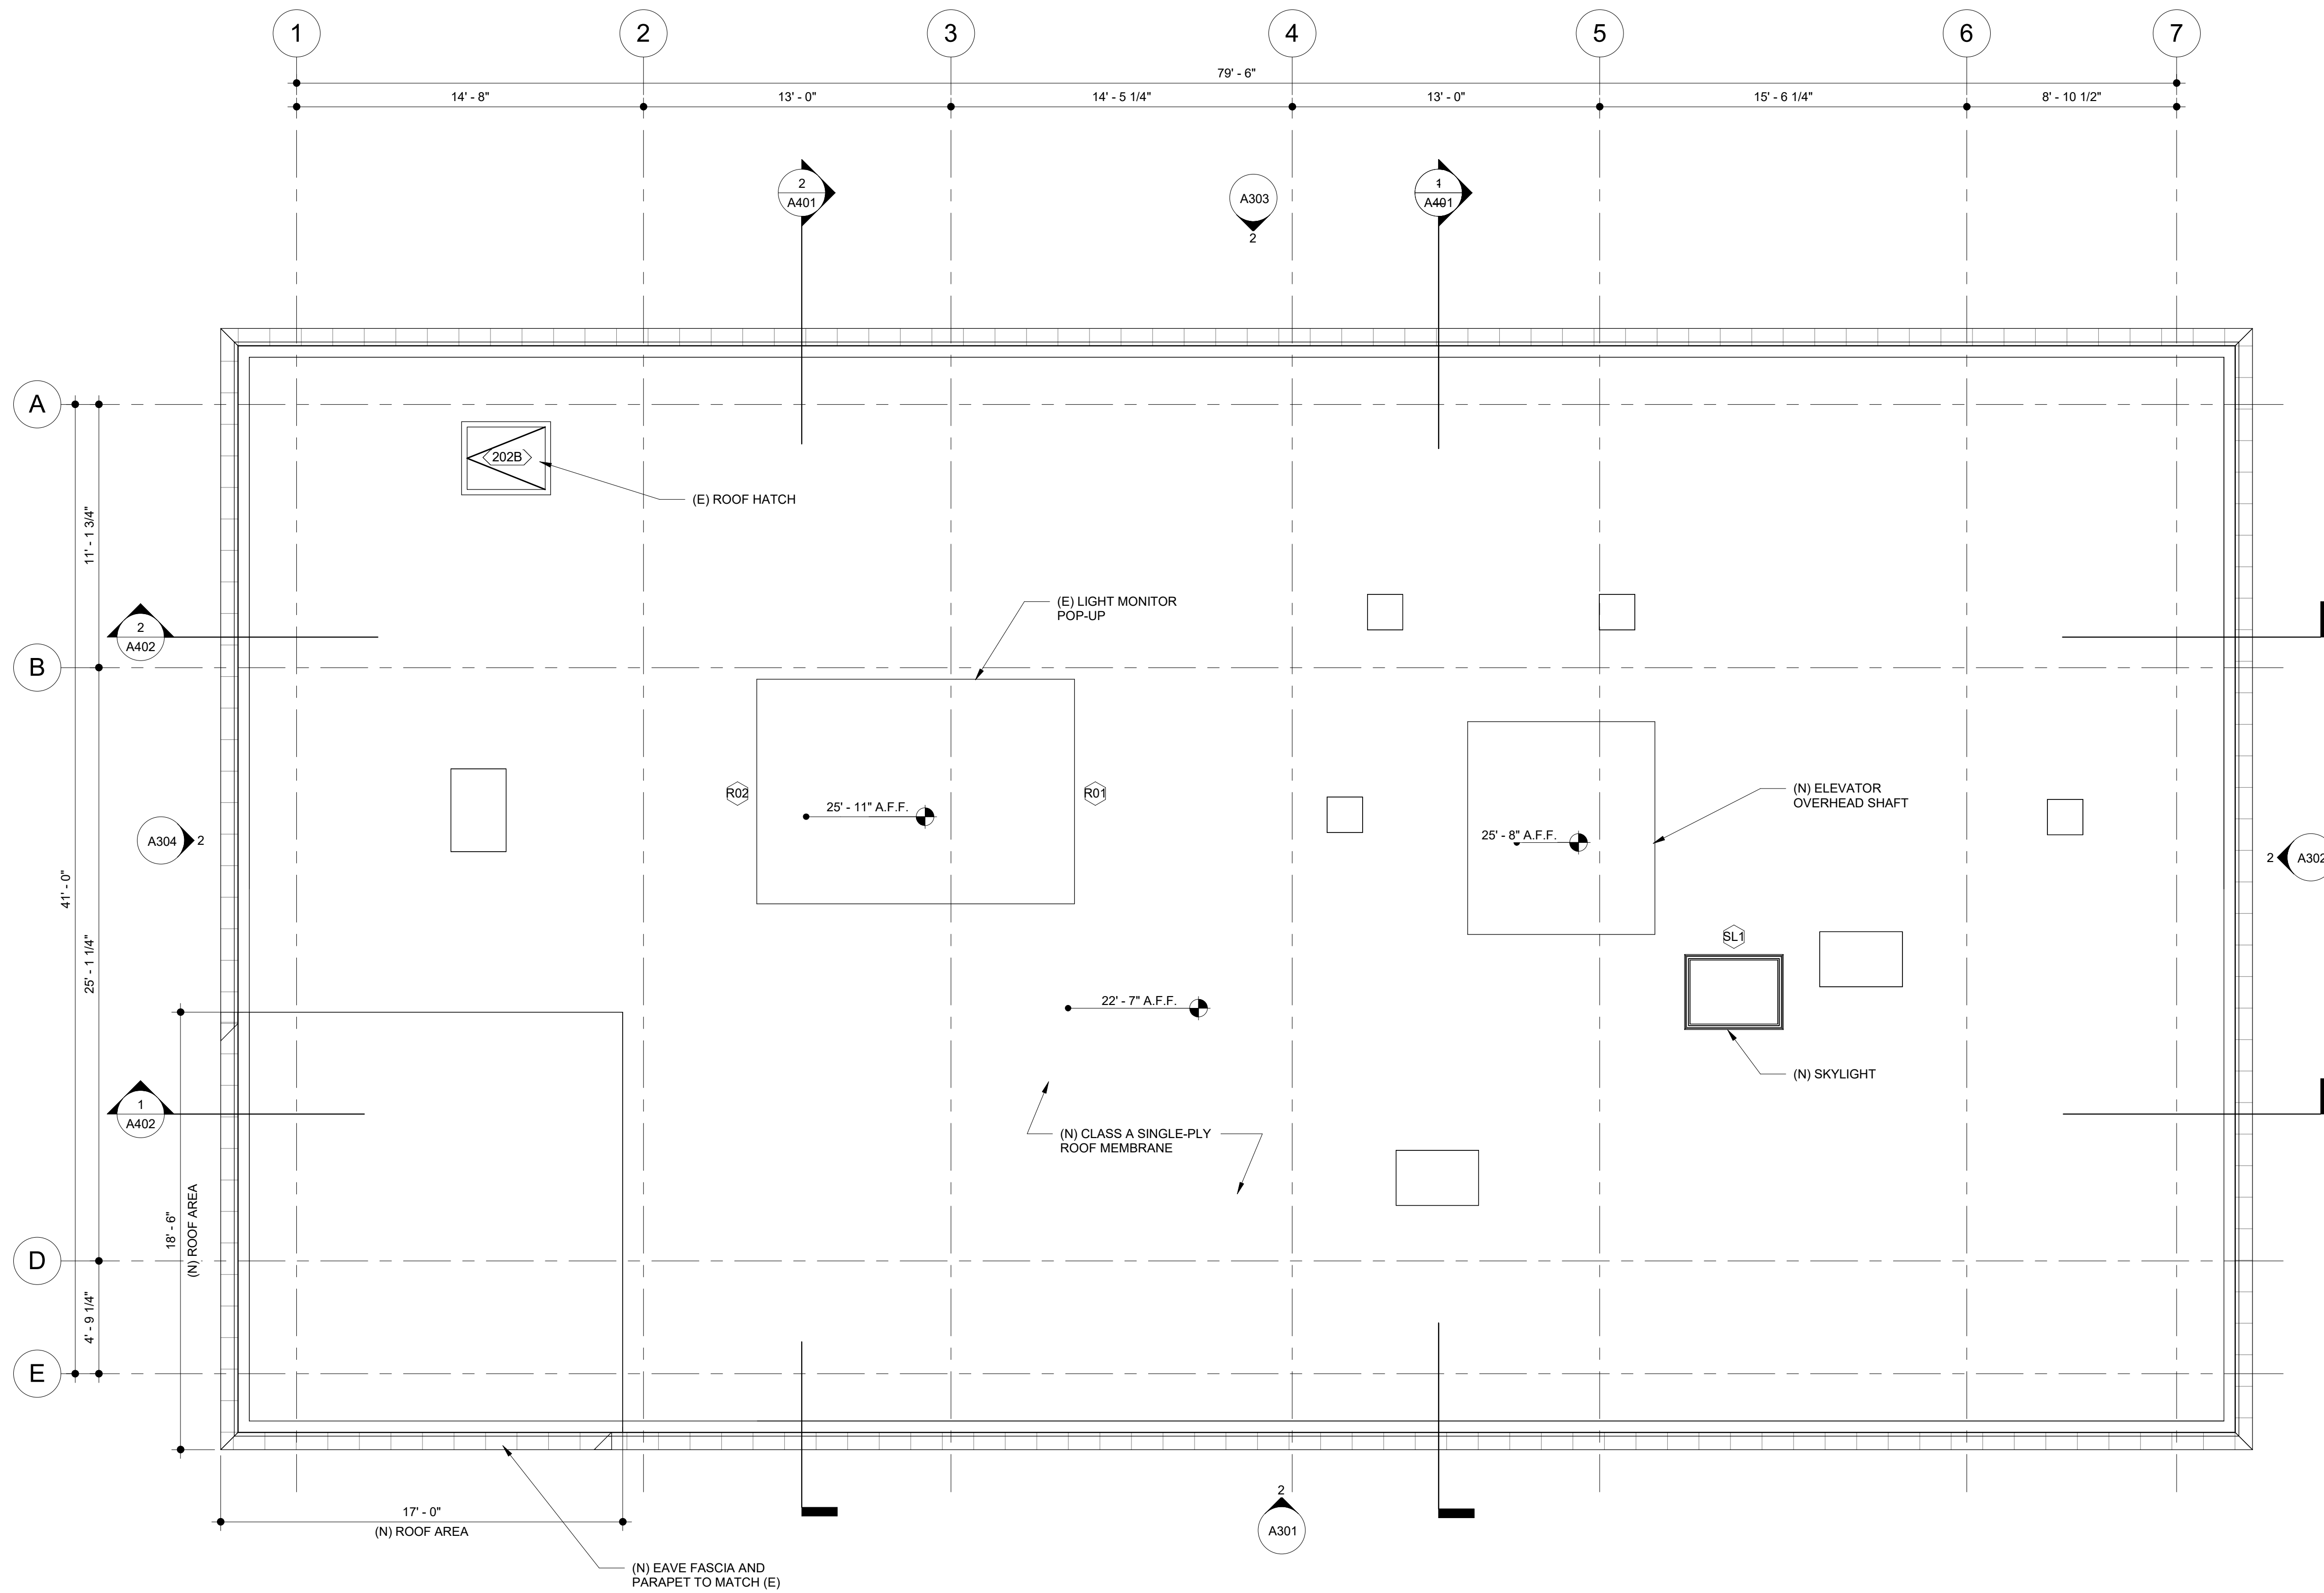 1
2
3
4
5
6
7
79' - 6"
14' - 8"
13' - 0"
14' - 5 1/4"
13' - 0"
15' - 6 1/4"
8' - 10 1/2"
2
A401
A303
2
1
A401
A
202B
(E) ROOF HATCH
11' - 1 3/4"
(E) LIGHT MONITOR
POP-UP
2
A402
B
R02
R01
25' - 11" A.F.F.
(N) ELEVATOR
OVERHEAD SHAFT
25' - 8" A.F.F.
A304
2
2
A302
41' - 0"
25' - 1 1/4"
SL1
22' - 7" A.F.F.
(N) SKYLIGHT
1
A402
(N) CLASS A SINGLE-PLY
ROOF MEMBRANE
18' - 6"
(N) ROOF AREA
D
4' - 9 1/4"
E
17' - 0"
(N) ROOF AREA
2
A301
(N) EAVE FASCIA AND
PARAPET TO MATCH (E)